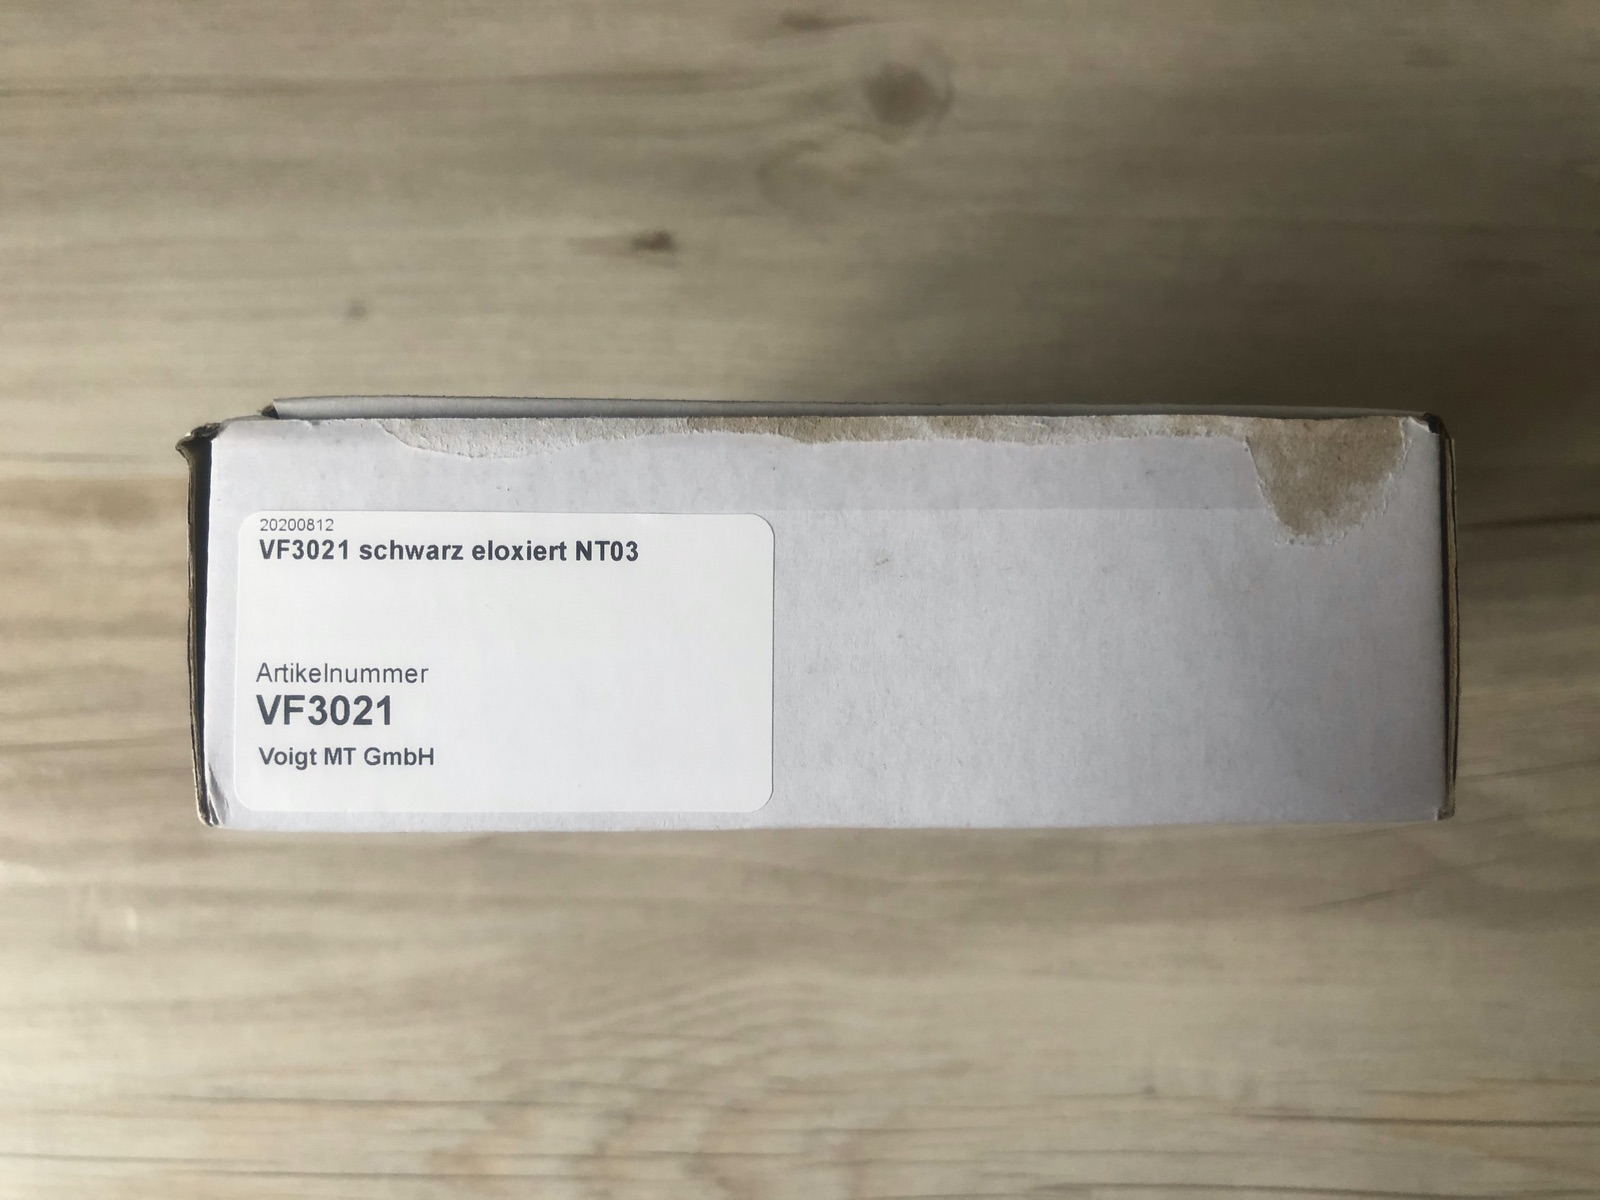 20200812
VF3021 schwarz eloxiert NT03
Artikelnummer
VF3021
Voigt MT GmbH